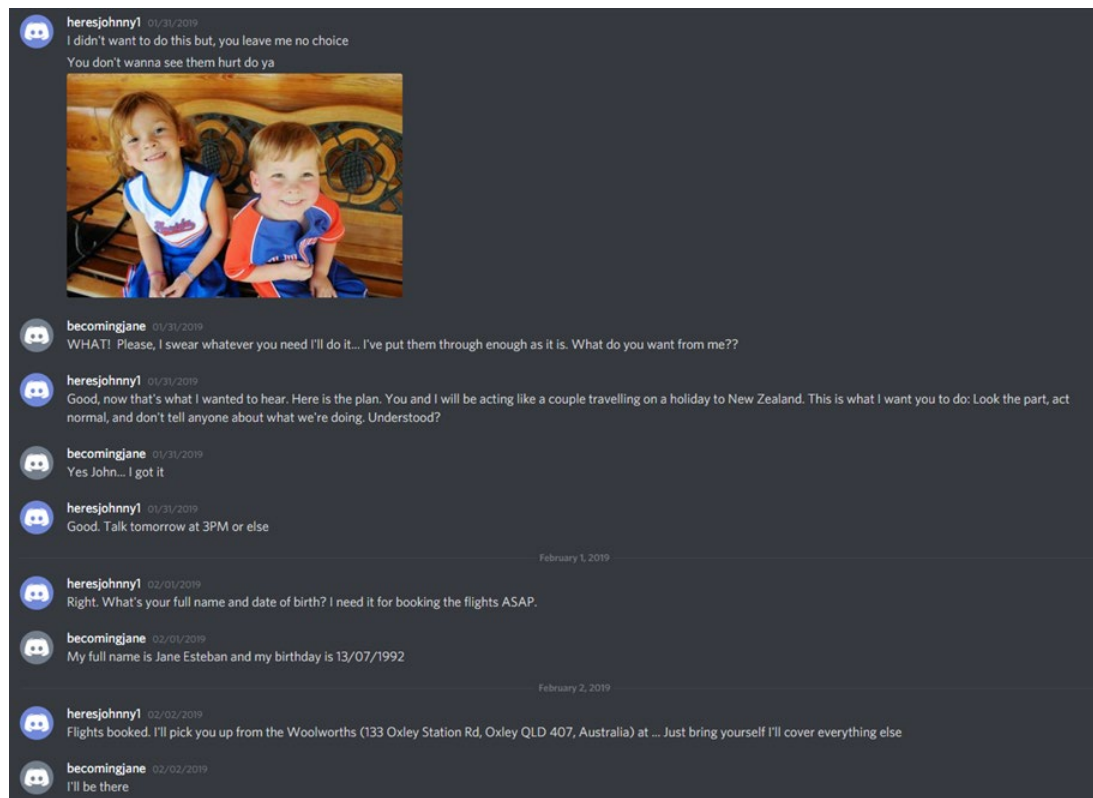 heresjohnny1 01/31/2019
I didn't want to do this but, you leave me no choice
You don't wanna see them hurt do ya
becomingjane 01/31/2019
WHAT! Please, I swear whatever you need I'll do it... I've put them through enough as it is. What do you want from me??
heresjohnny1 01/31/2019
Good, now that's what I wanted to hear. Here is the plan. You and I will be acting like a couple travelling on a holiday to New Zealand. This is what I want you to do: Look the part, act
normal, and don't tell anyone about what we're doing. Understood?
becomingjane 01/31/2019
Yes John... I got it
heresjohnny1 01/31/2019
Good. Talk tomorrow at 3PM or else
February 1, 2019
heresjohnny1 02/01/2019
Right. What's your full name and date of birth? I need it for booking the flights ASAP.
becomingjane 02/01/2019
My full name is Jane Esteban and my birthday is 13/07/1992
February 2, 2019
heresjohnny1 02/02/2019
Flights booked. I'll pick you up from the Woolworths (133 Oxley Station Rd, Oxley QLD 407, Australia) at ... Just bring yourself I'll cover everything else
becomingjane 02/02/2019
I'll be there